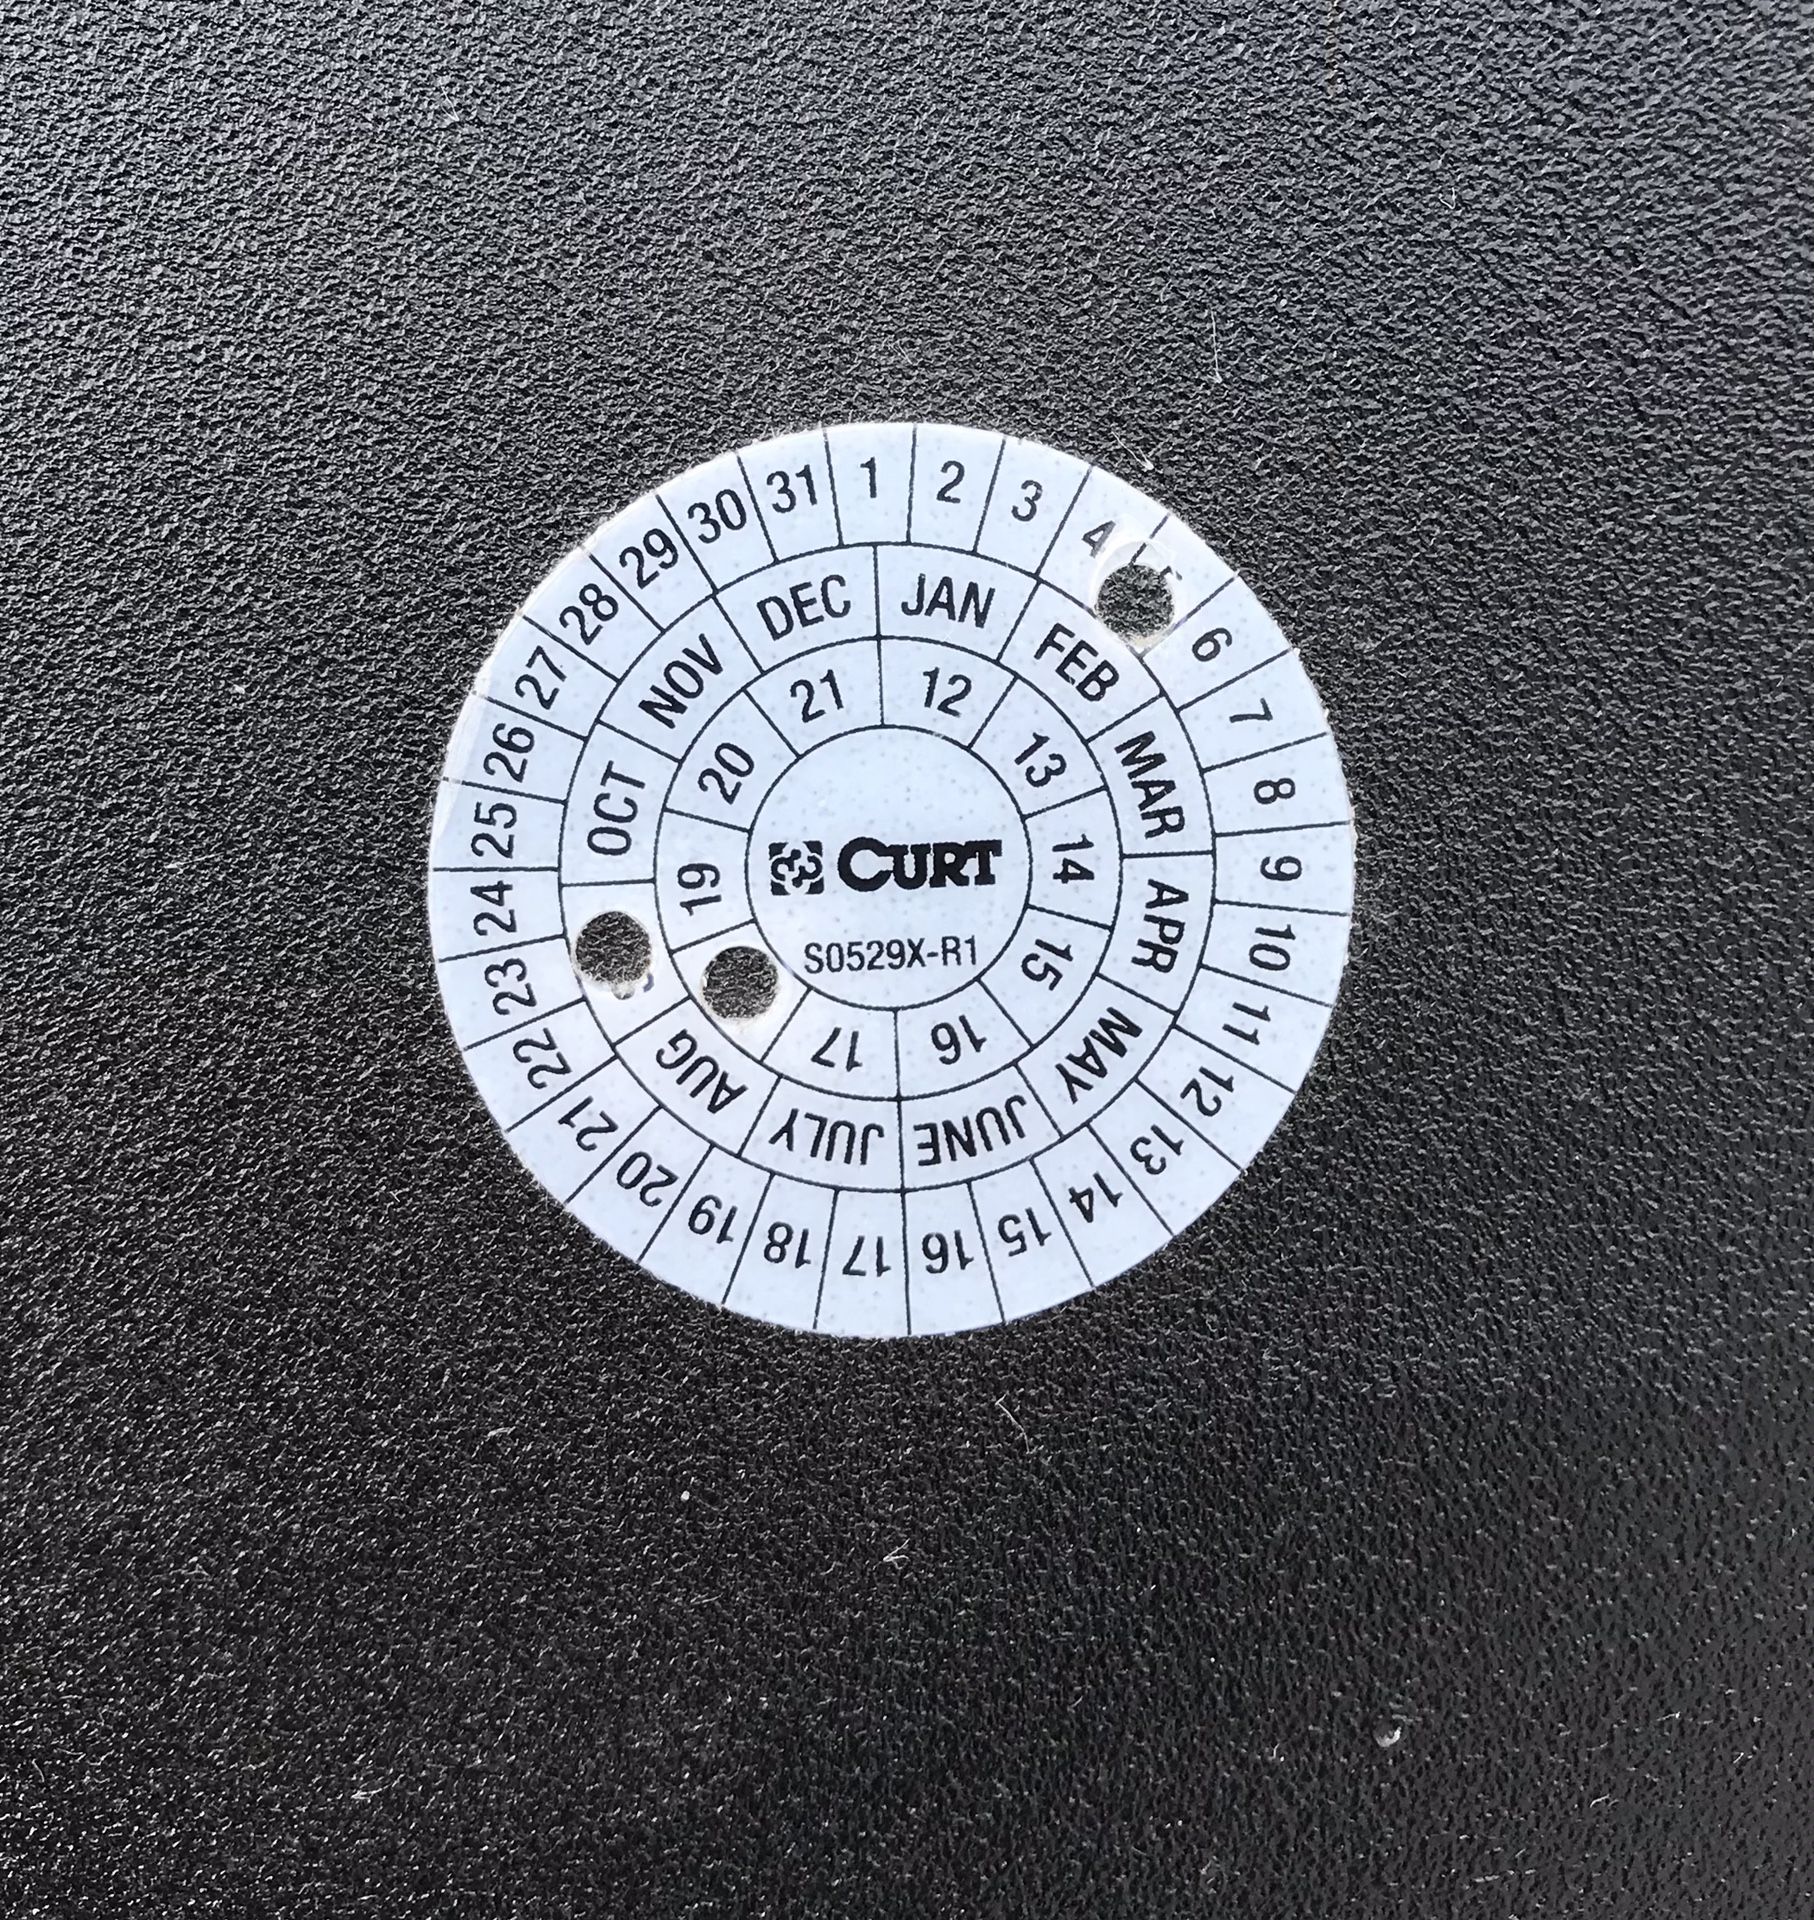 1 2 3 4 6 7 8 9 10 11 12 13 14 15 16 17 18 19 20 21 22 23 24 25 26 27 28 29 30 31
JAN FEB MAR APR MAY JUNE JULY AUG OCT NOV DEC
12 13 14 15 16 17 19 20 21
CURT
S0529X-R1